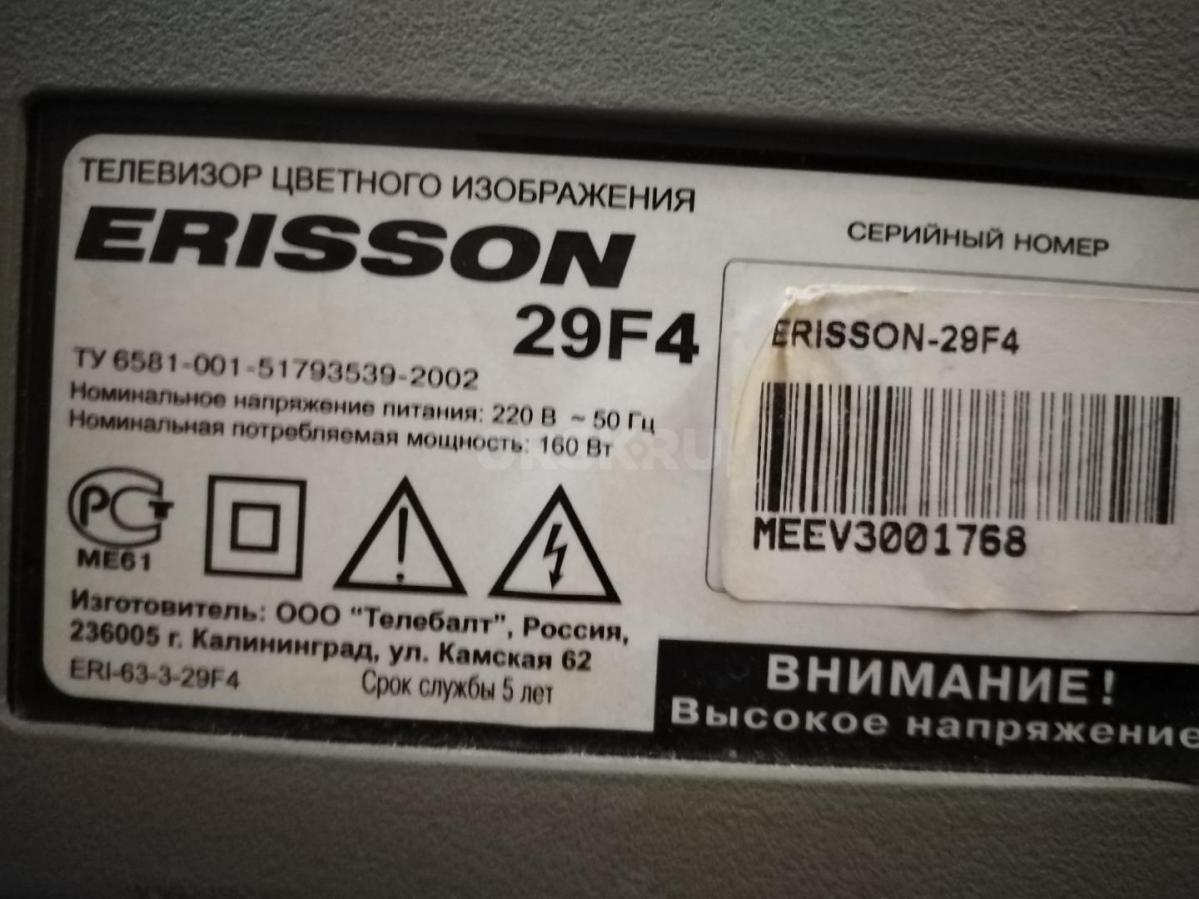 ТЕЛЕВИЗОР ЦВЕТНОГО ИЗОБРАЖЕНИЯ
ERISSON
29F4
ТУ 6581-001-51793539-2002
Номинальное напряжение питания: 220 В ~ 50 Гц
Номинальная потребляемая мощность: 160 Вт
РСТ
МЕ61
Изготовитель: ООО "Телебалт", Россия,
236005 г. Калининград, ул. Камская 62
ERI-63-3-29F4
Срок службы 5 лет
СЕРИЙНЫЙ НОМЕР
ERISSON-29F4
MEEV3001768
ВНИМАНИЕ!
Высокое напряжение